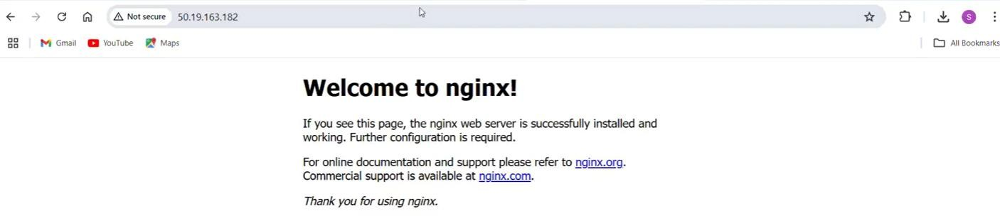 Not secure 50.19.163.182 S
Gmail YouTube Maps All Bookmarks
Welcome to nginx!
If you see this page, the nginx web server is successfully installed and
working. Further configuration is required.
For online documentation and support please refer to nginx.org.
Commercial support is available at nginx.com.
Thank you for using nginx.